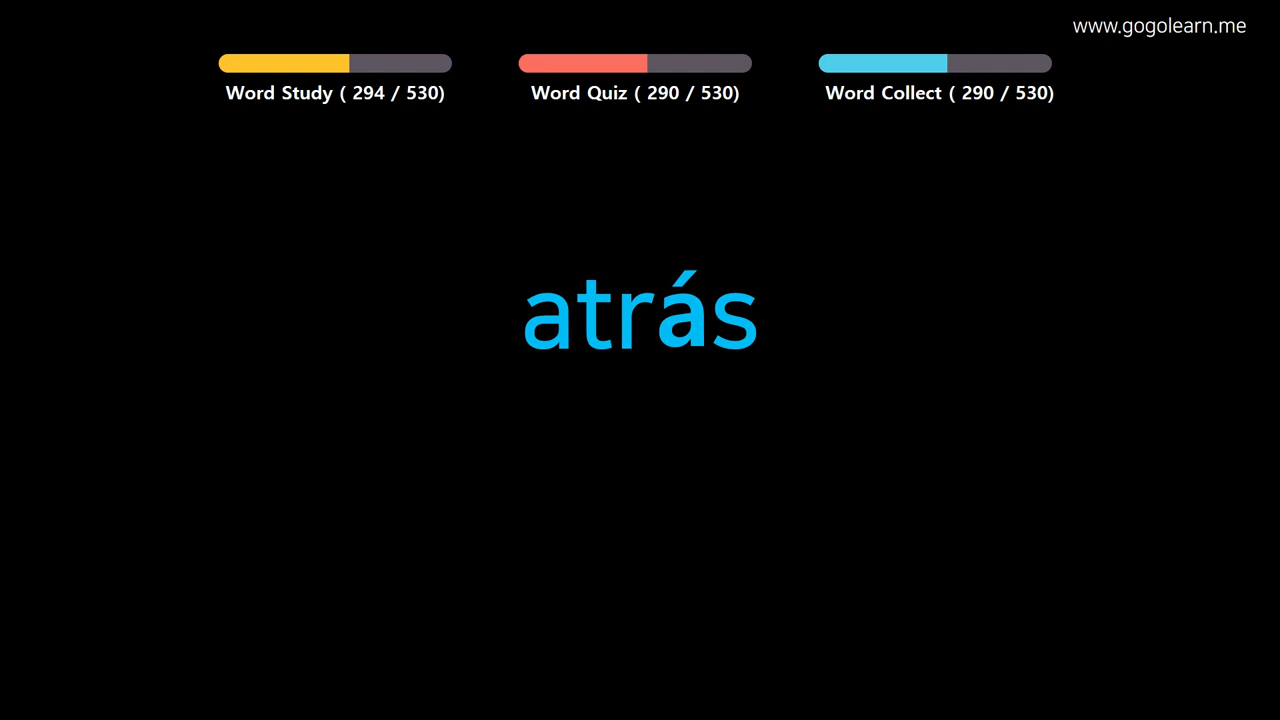 www.gogolearn.me
Word Study ( 294 / 530)
Word Quiz ( 290 / 530)
Word Collect ( 290 / 530)
atrás